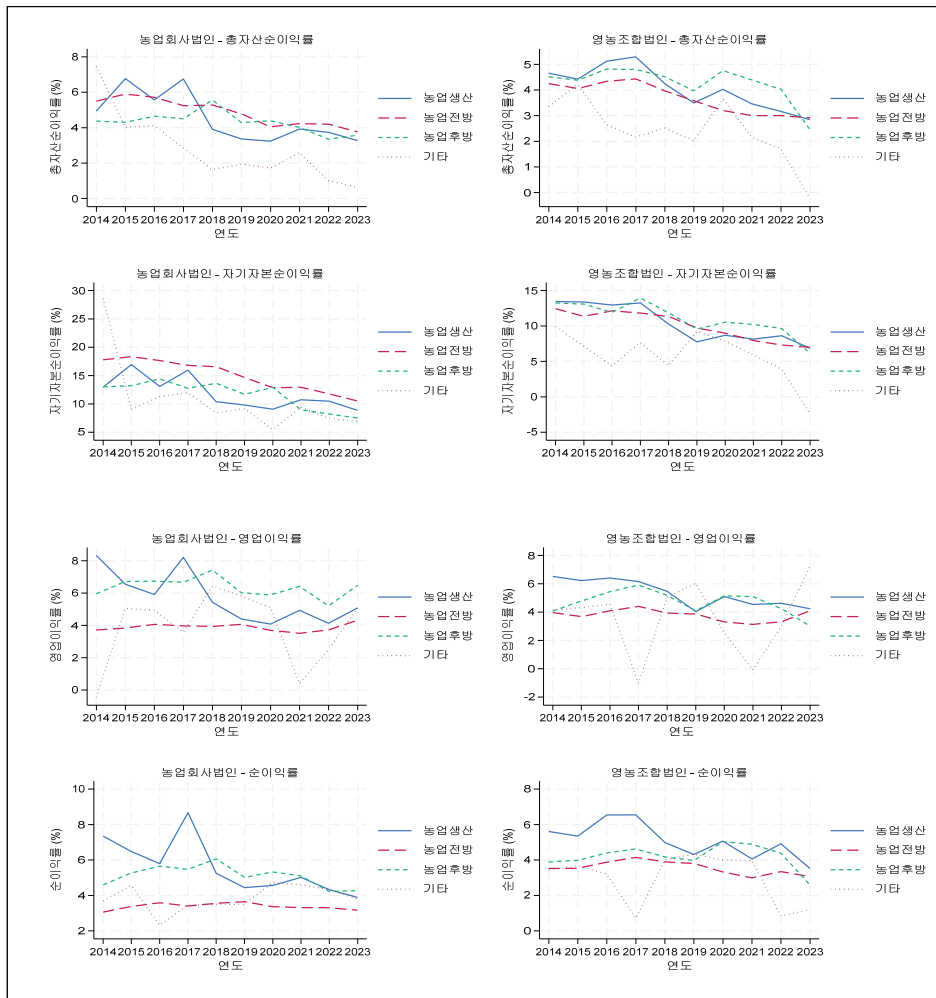 농업회사법인 - 총자산순이익률
총자산순이익률 (%)
8
6
4
2
0
2014 2015 2016 2017 2018 2019 2020 2021 2022 2023
연도
농업생산
농업전방
농업후방
기타
영농조합법인 - 총자산순이익률
총자산순이익률 (%)
5
4
3
2
1
0
2014 2015 2016 2017 2018 2019 2020 2021 2022 2023
연도
농업생산
농업전방
농업후방
기타
농업회사법인 - 자기자본순이익률
자기자본순이익률 (%)
30
25
20
15
10
5
2014 2015 2016 2017 2018 2019 2020 2021 2022 2023
연도
농업생산
농업전방
농업후방
기타
영농조합법인 - 자기자본순이익률
자기자본순이익률 (%)
15
10
5
0
-5
2014 2015 2016 2017 2018 2019 2020 2021 2022 2023
연도
농업생산
농업전방
농업후방
기타
농업회사법인 - 영업이익률
영업이익률 (%)
8
6
4
2
0
2014 2015 2016 2017 2018 2019 2020 2021 2022 2023
연도
농업생산
농업전방
농업후방
기타
영농조합법인 - 영업이익률
영업이익률 (%)
8
6
4
2
0
-2
2014 2015 2016 2017 2018 2019 2020 2021 2022 2023
연도
농업생산
농업전방
농업후방
기타
농업회사법인 - 순이익률
순이익률 (%)
10
8
6
4
2
2014 2015 2016 2017 2018 2019 2020 2021 2022 2023
연도
농업생산
농업전방
농업후방
기타
영농조합법인 - 순이익률
순이익률 (%)
8
6
4
2
0
2014 2015 2016 2017 2018 2019 2020 2021 2022 2023
연도
농업생산
농업전방
농업후방
기타